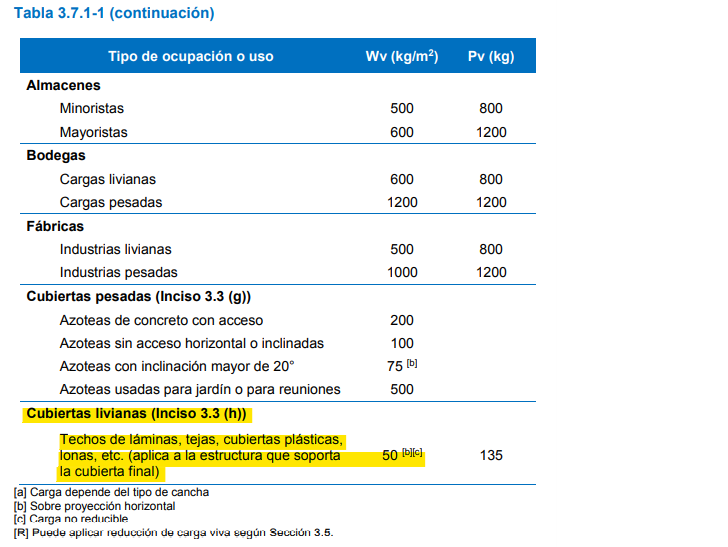 Tabla 3.7.1-1 (continuación)
Tipo de ocupación o uso Wv (kg/m²) Pv (kg)
Almacenes
Minoristas 500 800
Mayoristas 600 1200
Bodegas
Cargas livianas 600 800
Cargas pesadas 1200 1200
Fábricas
Industrias livianas 500 800
Industrias pesadas 1000 1200
Cubiertas pesadas (Inciso 3.3 (g))
Azoteas de concreto con acceso 200
Azoteas sin acceso horizontal o inclinadas 100
Azoteas con inclinación mayor de 20° 75 [b]
Azoteas usadas para jardín o para reuniones 500
Cubiertas livianas (Inciso 3.3 (h))
Techos de láminas, tejas, cubiertas plásticas,
lonas, etc. (aplica a la estructura que soporta 50 [b][c] 135
la cubierta final)
[a] Carga depende del tipo de cancha
[b] Sobre proyección horizontal
[c] Carga no reducible
[R] Puede aplicar reducción de carga viva según Sección 3.5.